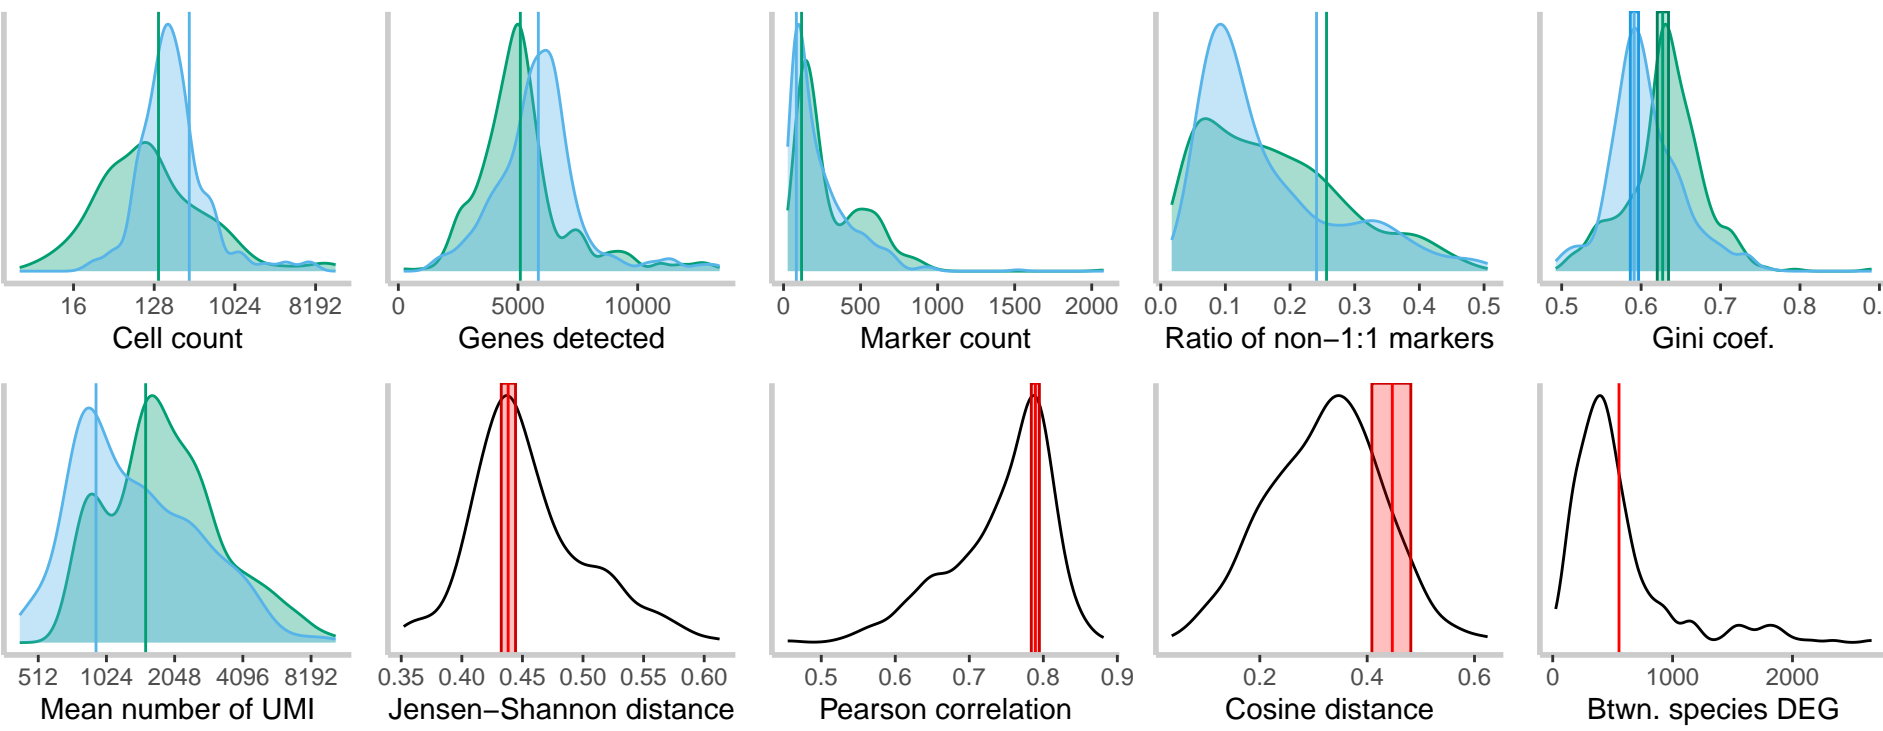 16 128 1024 8192
Cell count
0 5000 10000
Genes detected
0 500 1000 1500 2000
Marker count
0.0 0.1 0.2 0.3 0.4 0.5
Ratio of non−1:1 markers
0.5 0.6 0.7 0.8 0.
Gini coef.
512 1024 2048 4096 8192
Mean number of UMI
0.35 0.40 0.45 0.50 0.55 0.60
Jensen−Shannon distance
0.5 0.6 0.7 0.8 0.9
Pearson correlation
0.2 0.4 0.6
Cosine distance
0 1000 2000
Btwn. species DEG